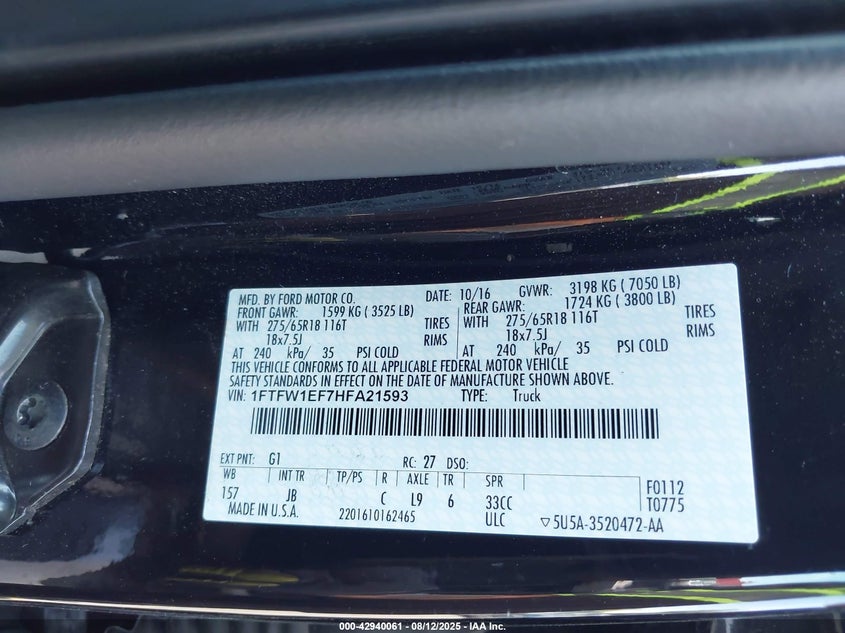 MFD. BY FORD MOTOR CO. DATE: 10/16 GVWR: 3198 KG ( 7050 LB)
FRONT GAWR: 1599 KG ( 3525 LB) REAR GAWR: 1724 KG ( 3800 LB)
WITH 275/65R18 116T TIRES WITH 275/65R18 116T TIRES
18x7.5J RIMS 18x7.5J RIMS
AT 240 kPa/ 35 PSI COLD AT 240 kPa/ 35 PSI COLD
THIS VEHICLE CONFORMS TO ALL APPLICABLE FEDERAL MOTOR VEHICLE
SAFETY STANDARDS IN EFFECT ON THE DATE OF MANUFACTURE SHOWN ABOVE.
VIN: 1FTFW1EF7HFA21593 TYPE: Truck
EXT PNT: G1 RC: 27 DSO:
WB INT TR TP/PS R AXLE TR SPR F0112
157 JB C L9 6 33CC T0775
MADE IN U.S.A. 2201610162465 ULC ▽5U5A-3520472-AA
000-42940061 - 08/12/2025 - IAA Inc.